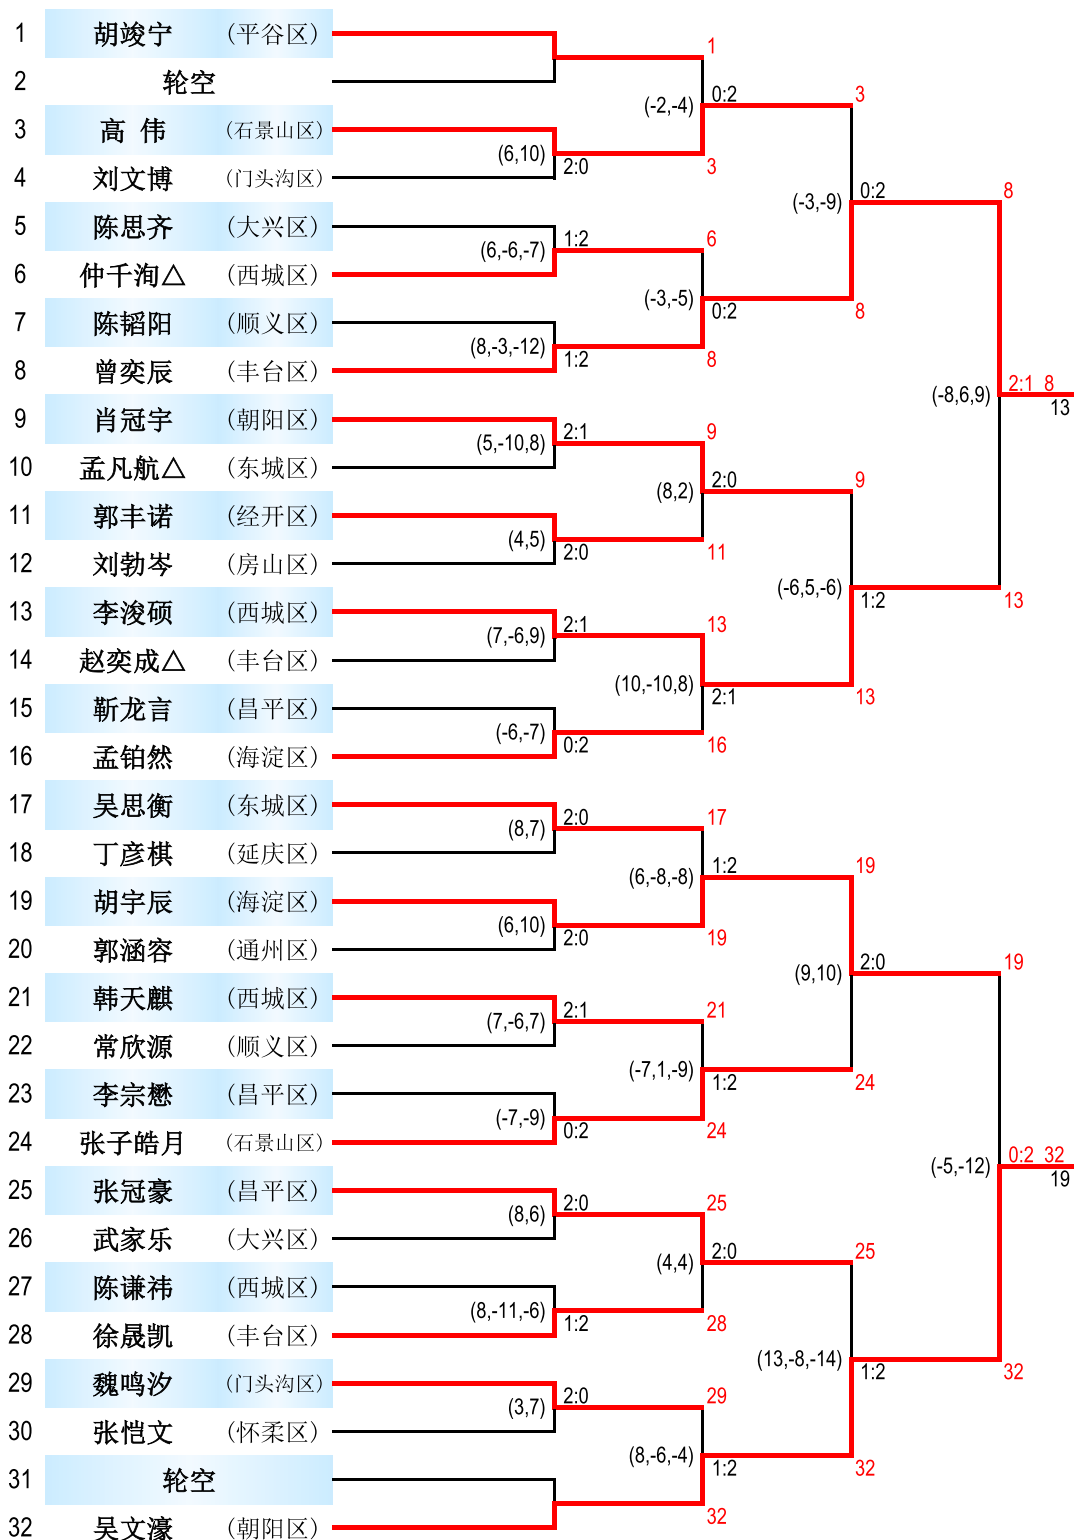 1 胡竣宁 (平谷区)
1
2 轮空
0:2
3
(-2,-4)
3 高 伟 (石景山区)
(6,10)
2:0
3
4 刘文博 (门头沟区)
0:2
8
(-3,-9)
5 陈思齐 (大兴区)
1:2
6
(6,-6,-7)
6 仲千洵△ (西城区)
(-3,-5)
0:2
8
7 陈韬阳 (顺义区)
(8,-3,-12)
1:2
8
8 曾奕辰 (丰台区)
2:1 8
(-8,6,9)
13
9 肖冠宇 (朝阳区)
2:1
9
(5,-10,8)
10 孟凡航△ (东城区)
2:0
9
(8,2)
11 郭丰诺 (经开区)
(4,5)
2:0
11
12 刘勃岑 (房山区)
(-6,5,-6)
1:2
13
13 李浚硕 (西城区)
2:1
13
(7,-6,9)
14 赵奕成△ (丰台区)
(10,-10,8)
2:1
13
15 靳龙言 (昌平区)
(-6,-7)
0:2
16
16 孟铂然 (海淀区)
17 吴思衡 (东城区)
2:0
17
(8,7)
18 丁彦棋 (延庆区)
1:2
19
(6,-8,-8)
19 胡宇辰 (海淀区)
(6,10)
2:0
19
20 郭涵容 (通州区)
2:0
19
(9,10)
21 韩天麒 (西城区)
2:1
21
(7,-6,7)
22 常欣源 (顺义区)
(-7,1,-9)
1:2
24
23 李宗懋 (昌平区)
(-7,-9)
0:2
24
24 张子皓月 (石景山区)
0:2 32
(-5,-12)
19
25 张冠豪 (昌平区)
2:0
25
(8,6)
26 武家乐 (大兴区)
2:0
25
(4,4)
27 陈谦祎 (西城区)
(8,-11,-6)
1:2
28
28 徐晟凯 (丰台区)
(13,-8,-14)
1:2
32
29 魏鸣汐 (门头沟区)
2:0
29
(3,7)
30 张恺文 (怀柔区)
(8,-6,-4)
1:2
32
31 轮空
32
32 吴文濠 (朝阳区)